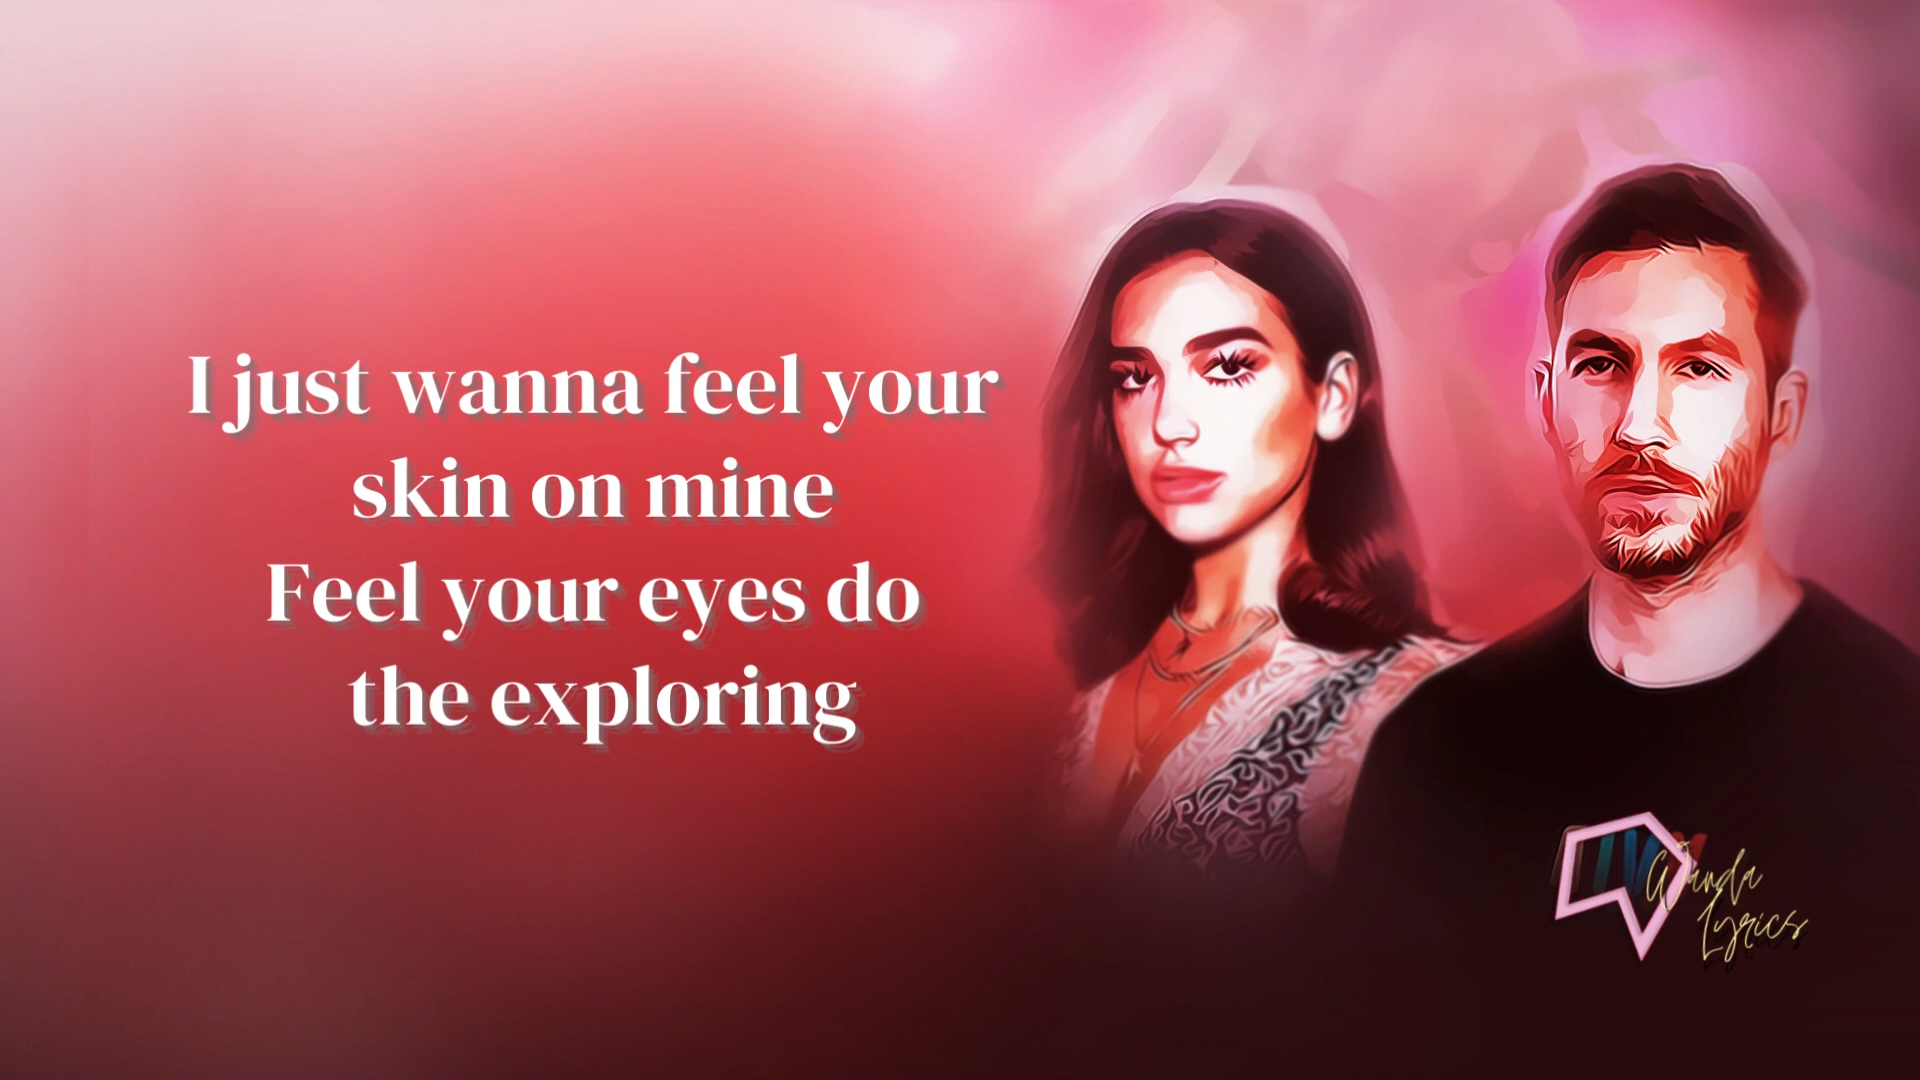 I just wanna feel your
skin on mine
Feel your eyes do
the exploring
Wanda
Lyrics